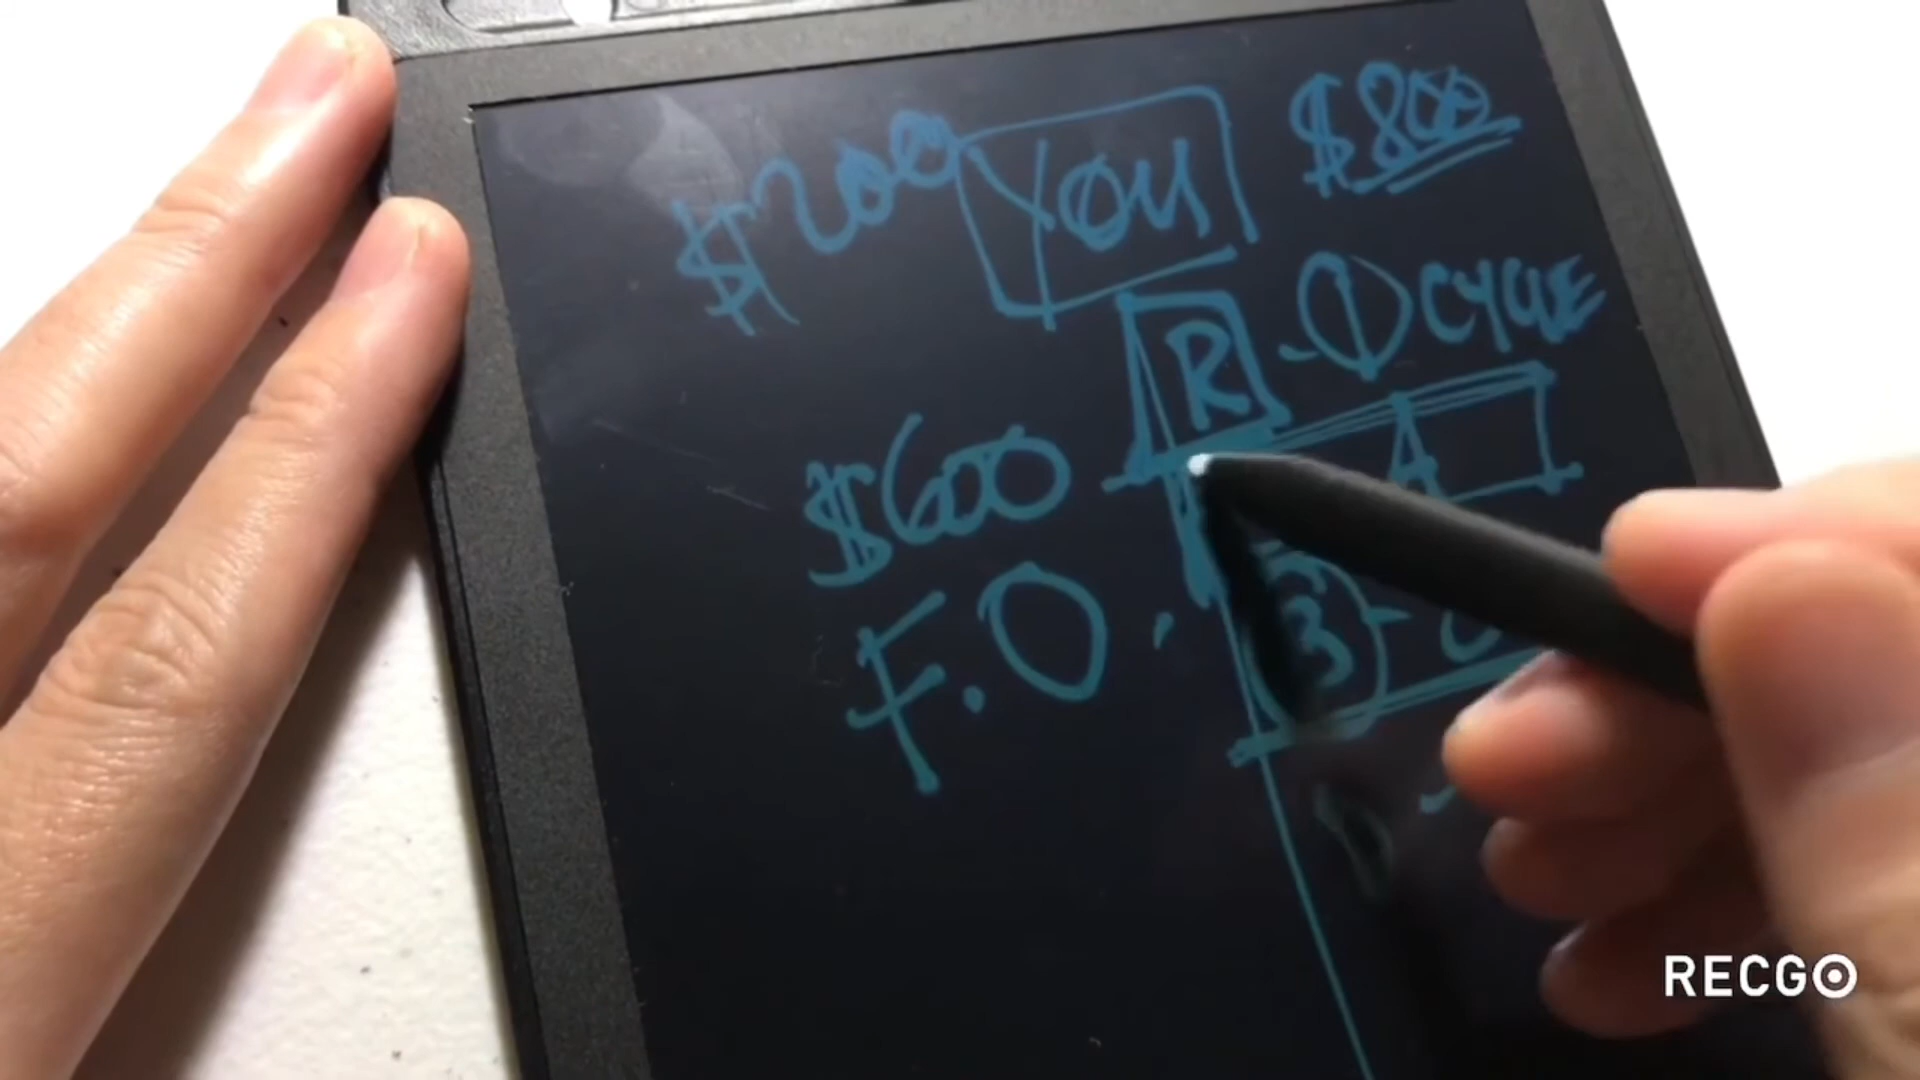 $200 YOU $800
R - 1 CYCLE
$600 A
F.O. 3 - C
RECGO